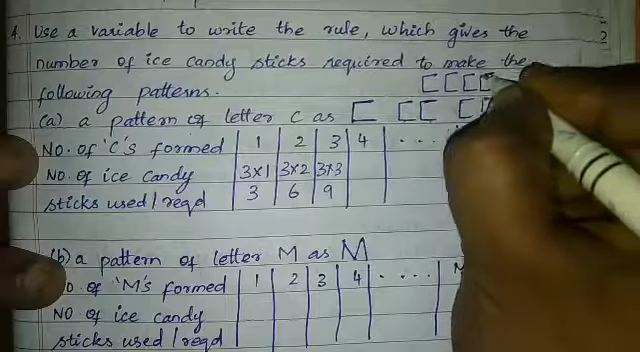 4. Use a variable to write the rule, which gives the
number of ice candy sticks required to make the
following patterns.
(a) a pattern of letter C as
No. of 'C's formed 1 2 3 4 . . .
No. of ice candy 3×1 3×2 3×3
sticks used/reqd 3 6 9
(b) a pattern of letter M as M
No. of 'M's formed 1 2 3 4 . . . .
NO of ice candy
sticks used/reqd